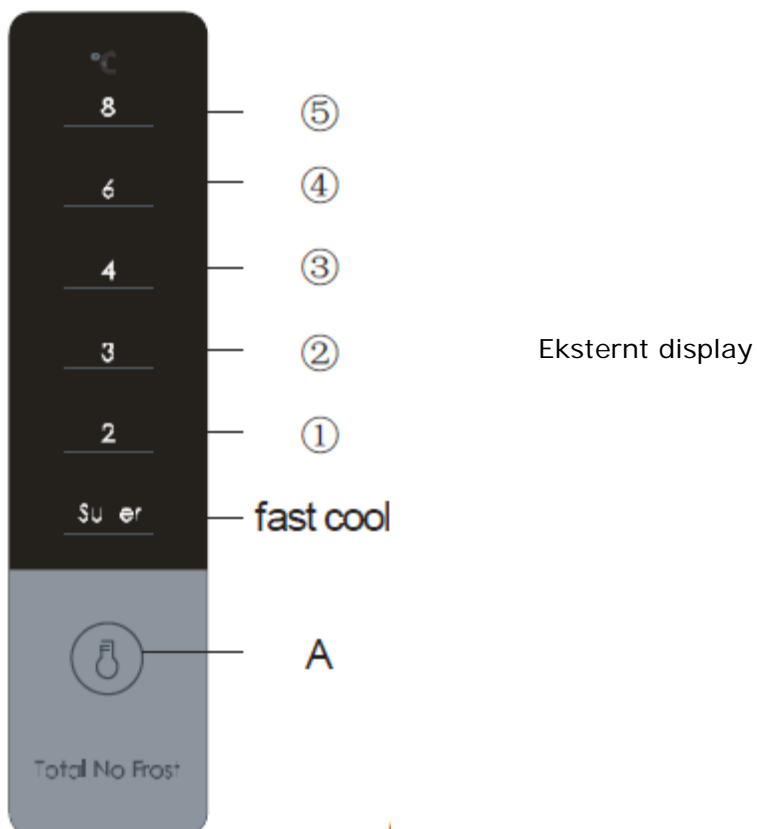 °C
8 ⑤
6 ④
4 ③
3 ② Eksternt display
2 ①
Su er fast cool
A
Total No Frost